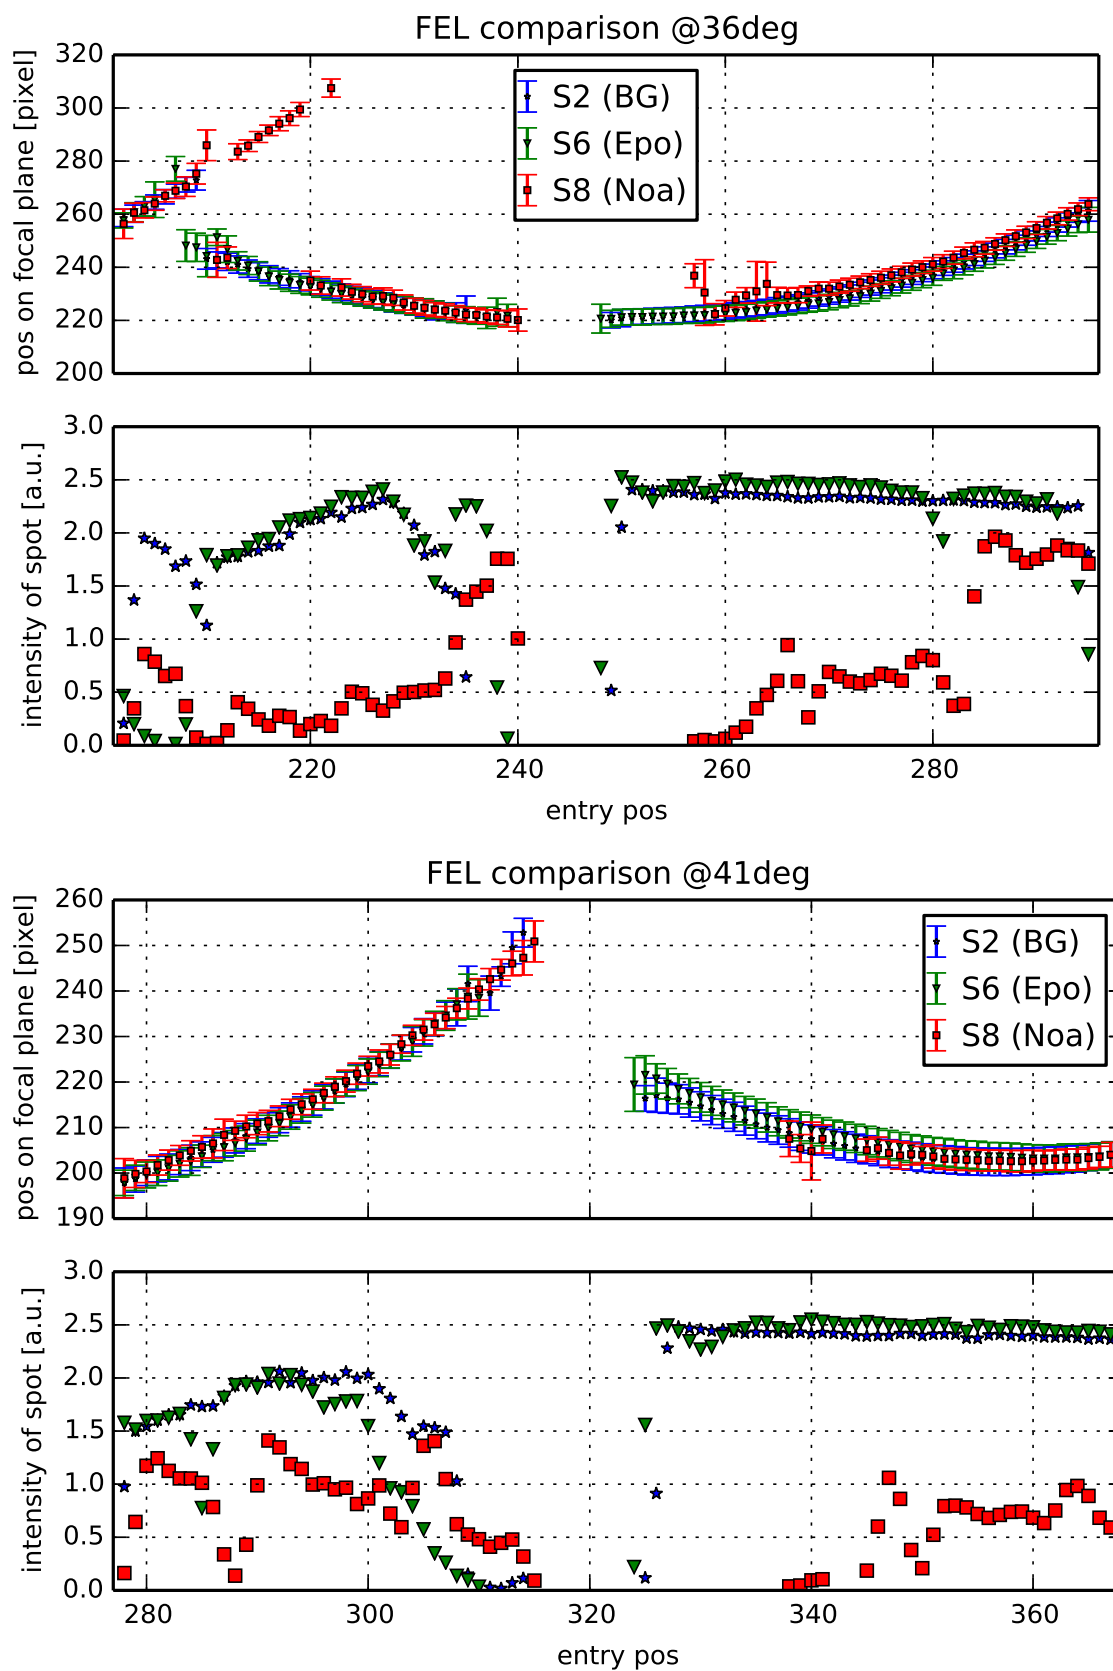 FEL comparison @36deg
pos on focal plane [pixel]
320
300
280
260
240
220
200
S2 (BG)
S6 (Epo)
S8 (Noa)
intensity of spot [a.u.]
3.0
2.5
2.0
1.5
1.0
0.5
0.0
220 240 260 280
entry pos
FEL comparison @41deg
pos on focal plane [pixel]
260
250
240
230
220
210
200
190
S2 (BG)
S6 (Epo)
S8 (Noa)
intensity of spot [a.u.]
3.0
2.5
2.0
1.5
1.0
0.5
0.0
280 300 320 340 360
entry pos